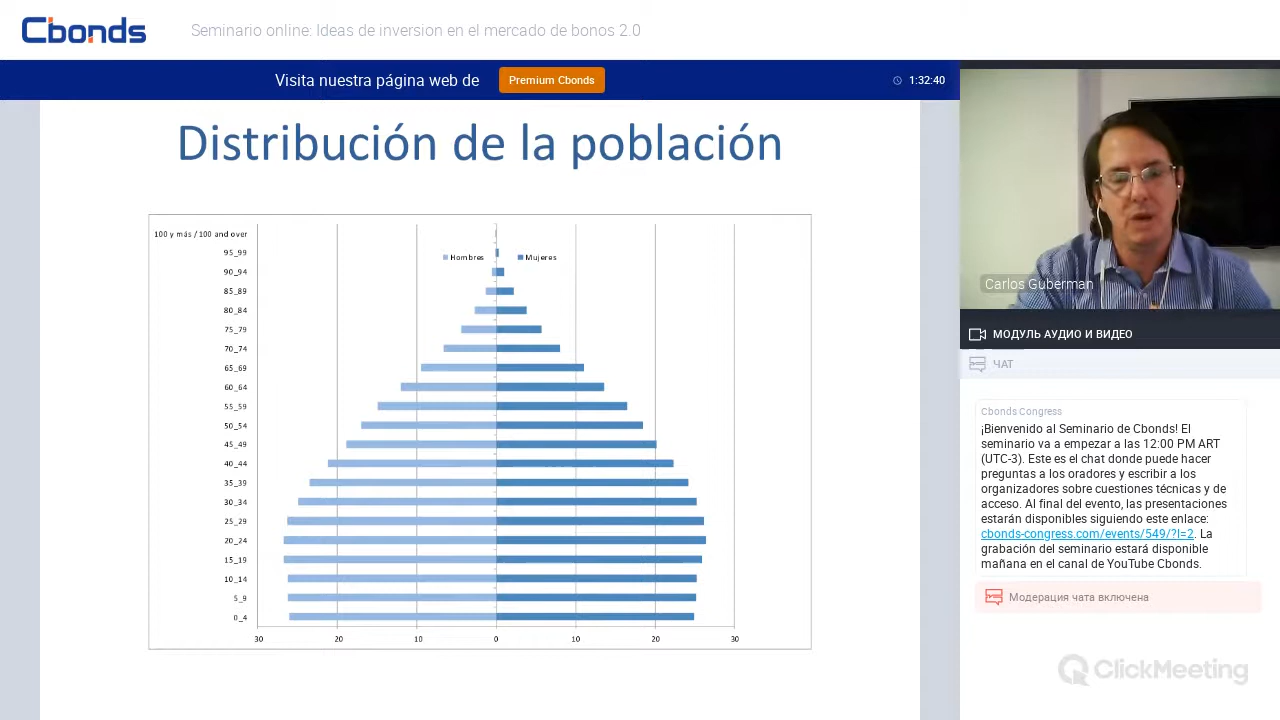 Cbonds
Seminario online: Ideas de inversion en el mercado de bonos 2.0
Visita nuestra página web de
Premium Cbonds
1:32:40
Distribución de la población
100 y más / 100 and over
95_99
90_94
85_89
80_84
75_79
70_74
65_69
60_64
55_59
50_54
45_49
40_44
35_39
30_34
25_29
20_24
15_19
10_14
5_9
0_4
Hombres
Mujeres
30 20 10 0 10 20 30
Carlos Guberman
МОДУЛЬ АУДИО И ВИДЕО
ЧАТ
Cbonds Congress
¡Bienvenido al Seminario de Cbonds! El
seminario va a empezar a las 12:00 PM ART
(UTC-3). Este es el chat donde puede hacer
preguntas a los oradores y escribir a los
organizadores sobre cuestiones técnicas y de
acceso. Al final del evento, las presentaciones
estarán disponibles siguiendo este enlace:
cbonds-congress.com/events/549/?l=2. La
grabación del seminario estará disponible
mañana en el canal de YouTube Cbonds.
Модерация чата включена
ClickMeeting